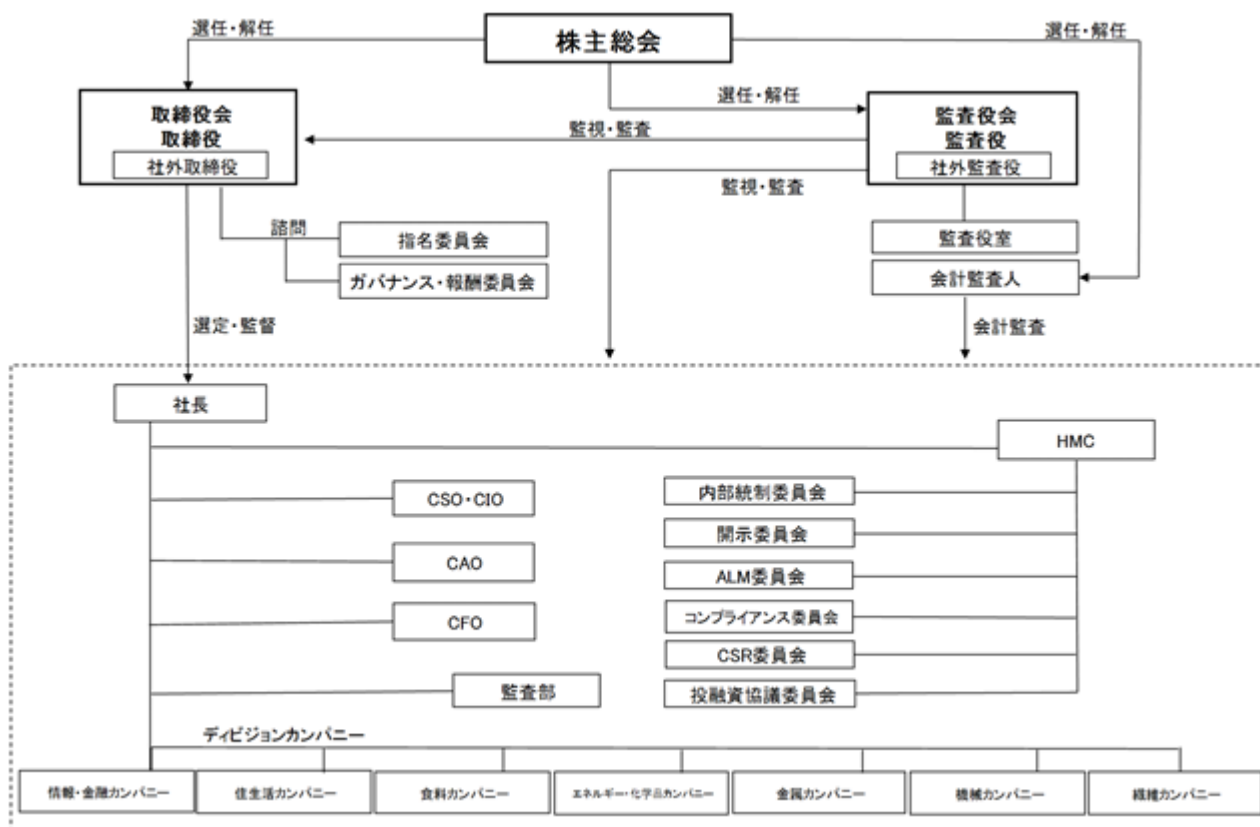 株主総会
選任・解任
選任・解任
選任・解任
取締役会
取締役
社外取締役
監査役会
監査役
社外監査役
監視・監査
監視・監査
諮問
指名委員会
ガバナンス・報酬委員会
監査役室
会計監査人
選定・監督
会計監査
社長
HMC
CSO・CIO
CAO
CFO
監査部
内部統制委員会
開示委員会
ALM委員会
コンプライアンス委員会
CSR委員会
投融資協議委員会
ディビジョンカンパニー
情報・金融カンパニー
住生活カンパニー
食料カンパニー
エネルギー・化学品カンパニー
金属カンパニー
機械カンパニー
繊維カンパニー